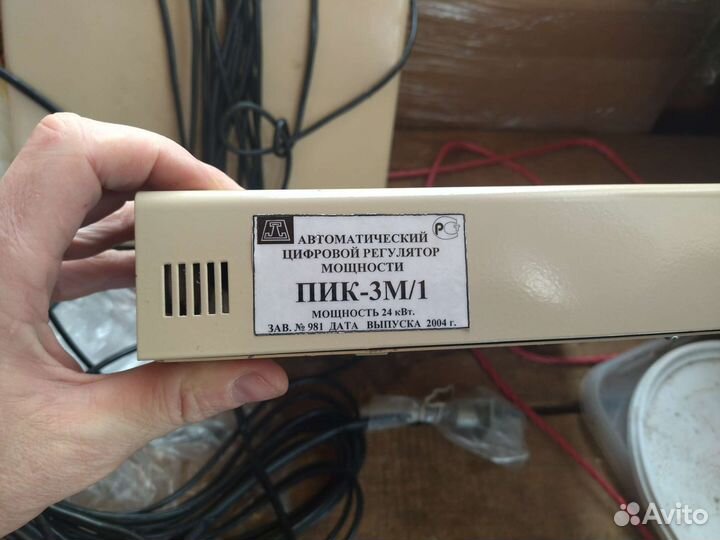 АВТОМАТИЧЕСКИЙ
ЦИФРОВОЙ РЕГУЛЯТОР
МОЩНОСТИ
ПИК-3М/1
МОЩНОСТЬ 24 кВт.
ЗАВ. № 981 ДАТА ВЫПУСКА 2004 г.
Avito